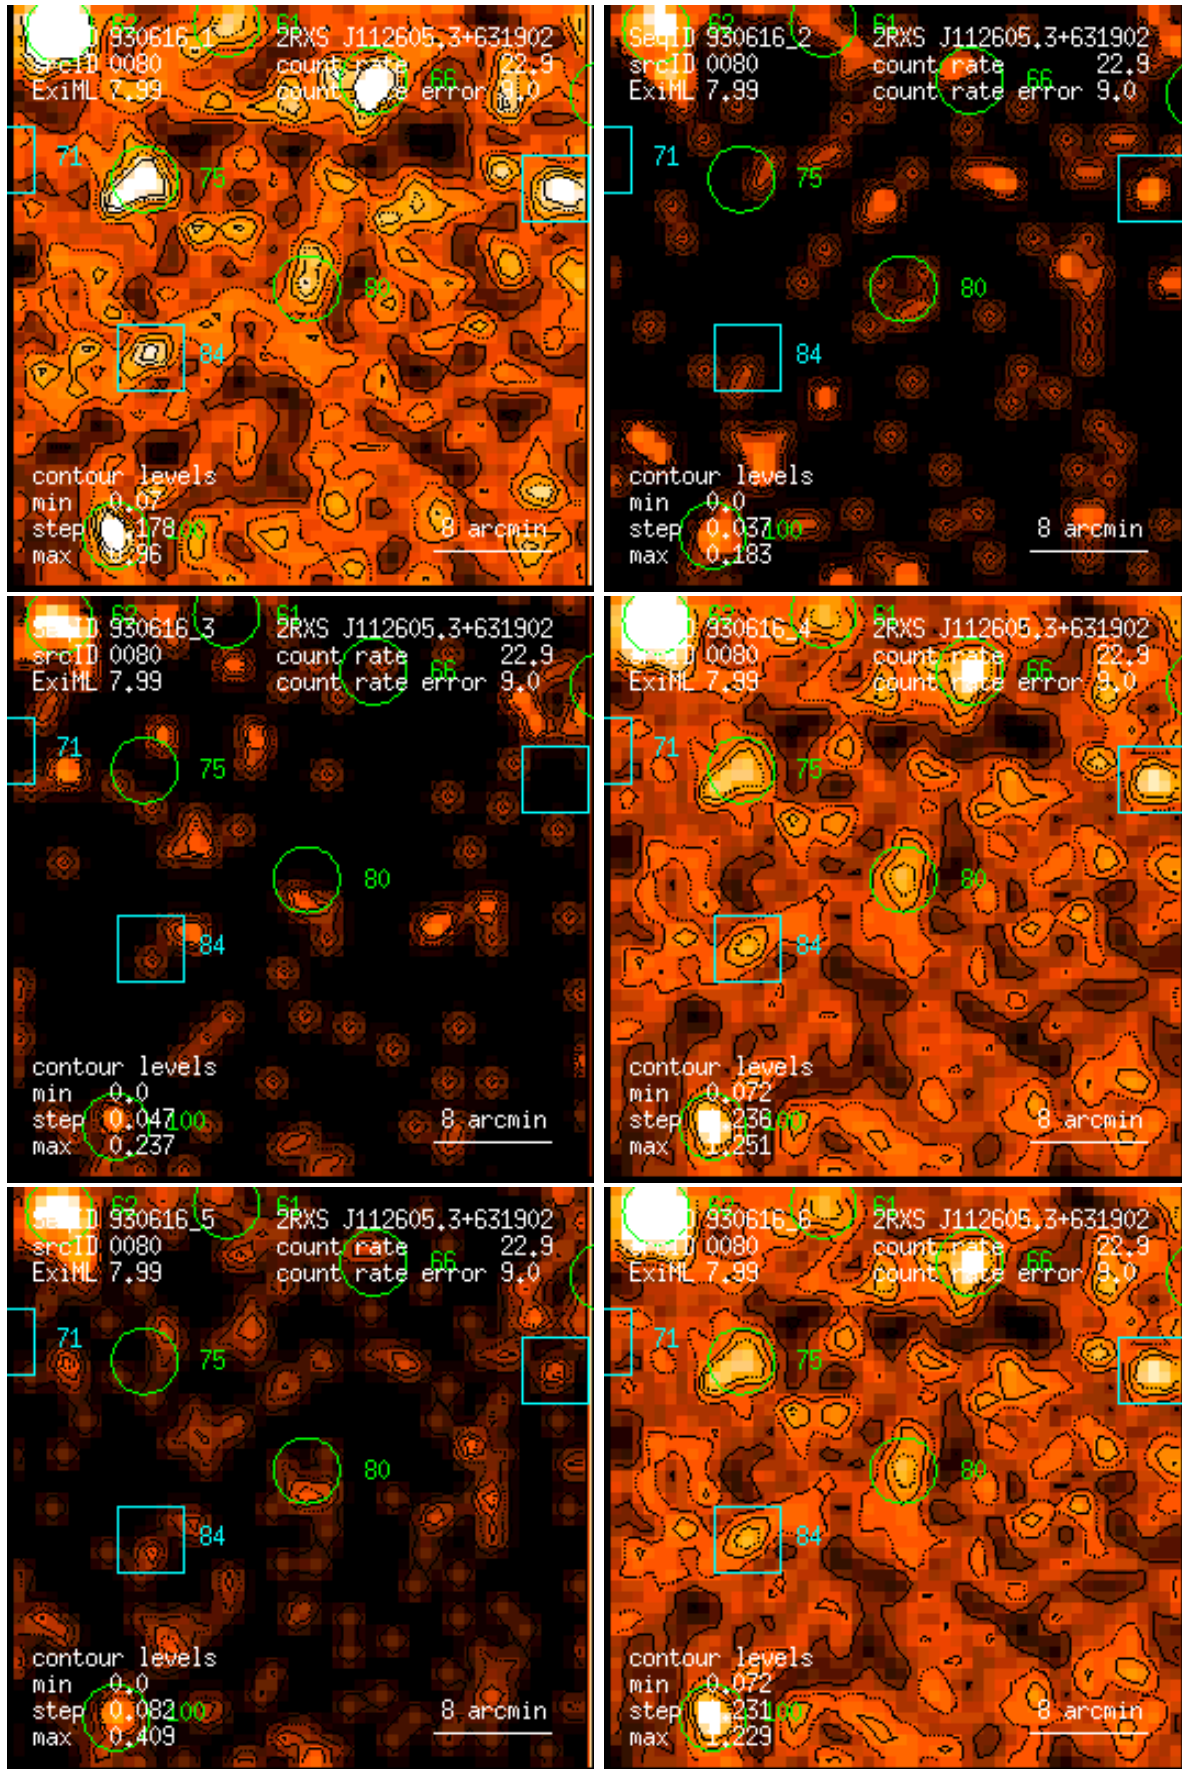 62 61
930616_1 2RXS J112605.3+631902
srcID 0080 count rate 22.9
66
ExiML 7.99 count rate error 9.0
71
75
80
84
contour levels
min 0.07
step 0.178 100 8 arcmin
max 0.96
62 61
SeqID 930616_2 2RXS J112605.3+631902
srcID 0080 count rate 22.9
66
ExiML 7.99 count rate error 9.0
71
75
80
84
contour levels
min 0.0
step 0.037 100 8 arcmin
max 0.183
62 61
SeqID 930616_3 2RXS J112605.3+631902
srcID 0080 count rate 22.9
66
ExiML 7.99 count rate error 9.0
71
75
80
84
contour levels
min 0.0
step 0.047 100 8 arcmin
max 0.237
62 61
930616_4 2RXS J112605.3+631902
srcID 0080 count rate 22.9
66
ExiML 7.99 count rate error 9.0
71
75
80
84
contour levels
min 0.072
step 0.236 100 8 arcmin
max 1.251
62 61
SeqID 930616_5 2RXS J112605.3+631902
srcID 0080 count rate 22.9
66
ExiML 7.99 count rate error 9.0
71
75
80
84
contour levels
min 0.0
step 0.082 100 8 arcmin
max 0.409
62 61
930616_6 2RXS J112605.3+631902
srcID 0080 count rate 22.9
66
ExiML 7.99 count rate error 9.0
71
75
80
84
contour levels
min 0.072
step 0.231 100 8 arcmin
max 1.229